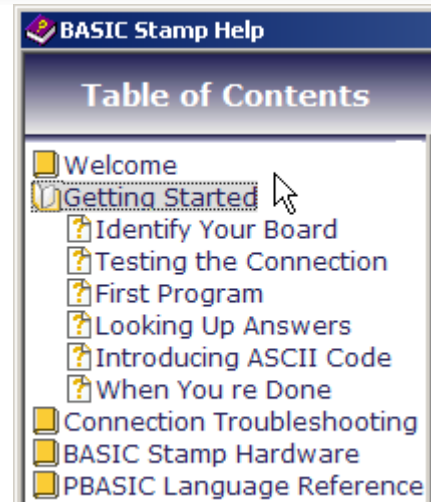 BASIC Stamp Help
Table of Contents
Welcome
Getting Started
Identify Your Board
Testing the Connection
First Program
Looking Up Answers
Introducing ASCII Code
When You re Done
Connection Troubleshooting
BASIC Stamp Hardware
PBASIC Language Reference